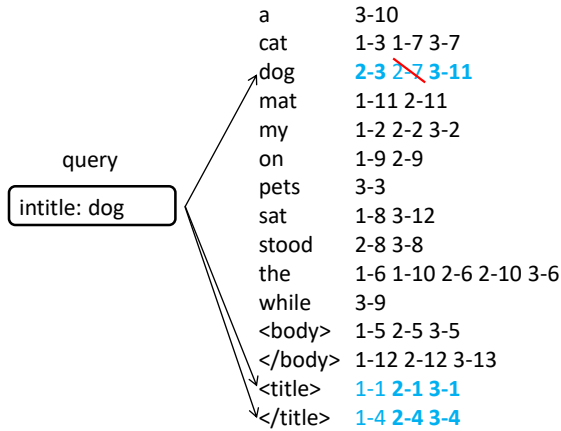 a 3-10
cat 1-3 1-7 3-7
dog 2-3 2-7 3-11
mat 1-11 2-11
my 1-2 2-2 3-2
query
on 1-9 2-9
pets 3-3
intitle: dog
sat 1-8 3-12
stood 2-8 3-8
the 1-6 1-10 2-6 2-10 3-6
while 3-9
<body> 1-5 2-5 3-5
</body> 1-12 2-12 3-13
<title> 1-1 2-1 3-1
</title> 1-4 2-4 3-4